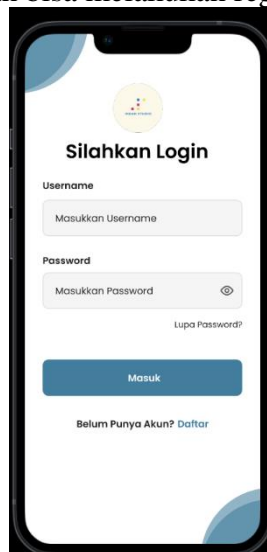 Silahkan Login
Username
Masukkan Username
Password
Masukkan Password
Lupa Password?
Masuk
Belum Punya Akun? Daftar